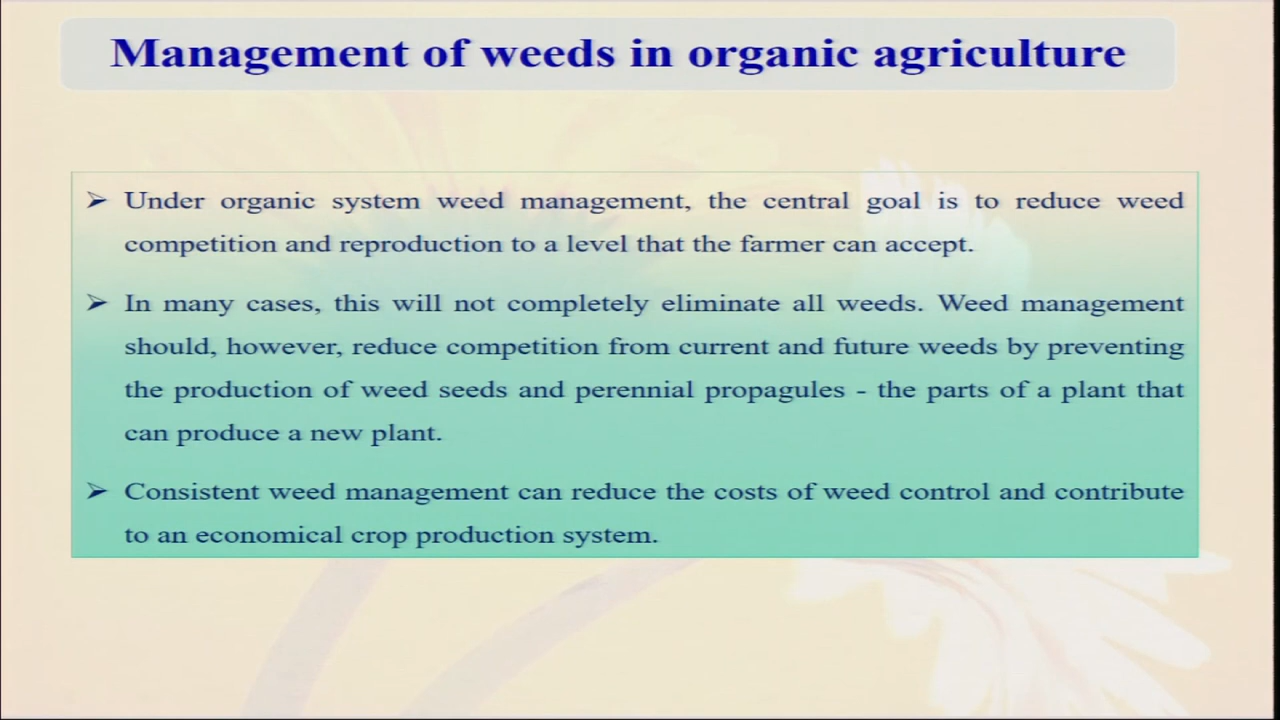 Management of weeds in organic agriculture
➢ Under organic system weed management, the central goal is to reduce weed
competition and reproduction to a level that the farmer can accept.
➢ In many cases, this will not completely eliminate all weeds. Weed management
should, however, reduce competition from current and future weeds by preventing
the production of weed seeds and perennial propagules - the parts of a plant that
can produce a new plant.
➢ Consistent weed management can reduce the costs of weed control and contribute
to an economical crop production system.